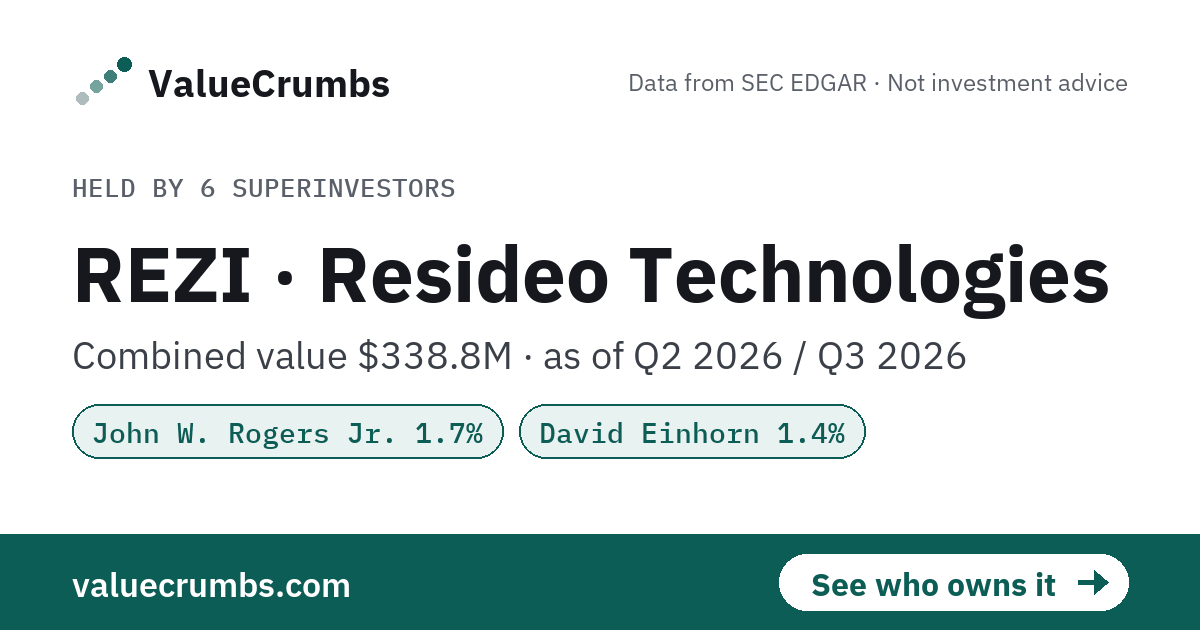 ValueCrumbs
Data from SEC EDGAR · Not investment advice
HELD BY 6 SUPERINVESTORS
REZI · Resideo Technologies
Combined value $338.8M · as of Q2 2026 / Q3 2026
John W. Rogers Jr. 1.7%
David Einhorn 1.4%
valuecrumbs.com
See who owns it →